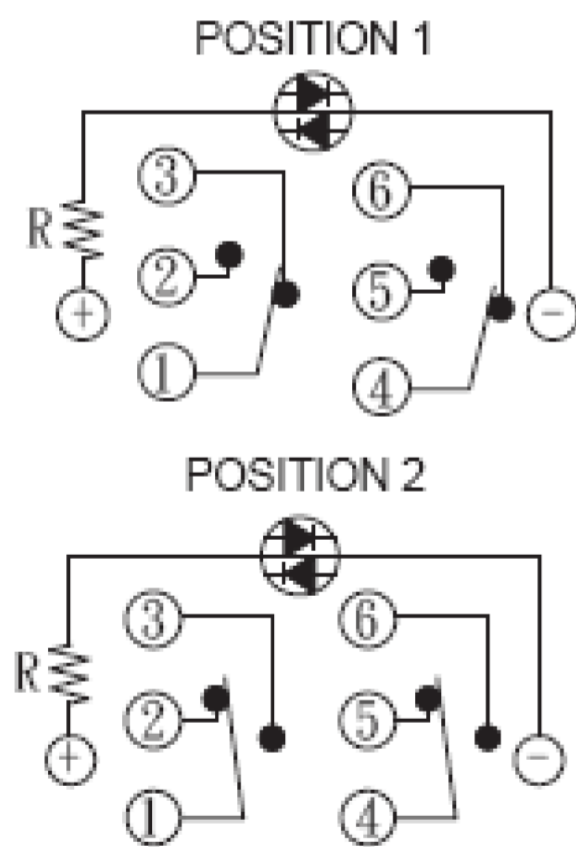 POSITION 1
③ ⑥
R ② ⑤
+ -
① ④
POSITION 2
③ ⑥
R ② ⑤
+ -
① ④